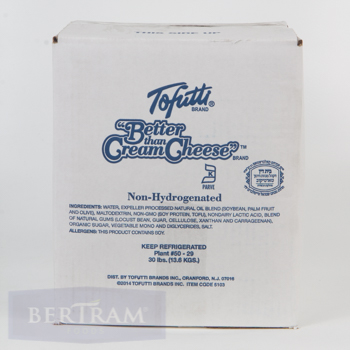 THIS SIDE UP
Tofutti®
BRAND
"Better
than
Cream Cheese"™
BRAND
K
PARVE
Non-Hydrogenated
INGREDIENTS: WATER, EXPELLER PROCESSED NATURAL OIL BLEND (SOYBEAN, PALM FRUIT
AND OLIVE), MALTODEXTRIN, NON-GMO (SOY PROTEIN, TOFU), NONDAIRY LACTIC ACID, BLEND
OF NATURAL GUMS (LOCUST BEAN, GUAR, CELLULOSE, XANTHAN AND CARRAGEENAN),
ORGANIC SUGAR, VEGETABLE MONO AND DIGLYCERIDES, SALT.
ALLERGENS: THIS PRODUCT CONTAINS SOY.
KEEP REFRIGERATED
Plant #50 - 29
30 lbs. (13.6 KGS.)
DIST. BY TOFUTTI BRANDS INC., CRANFORD, NJ 07016
©2014 TOFUTTI BRANDS INC. ITEM CODE 5103
BERTRAM